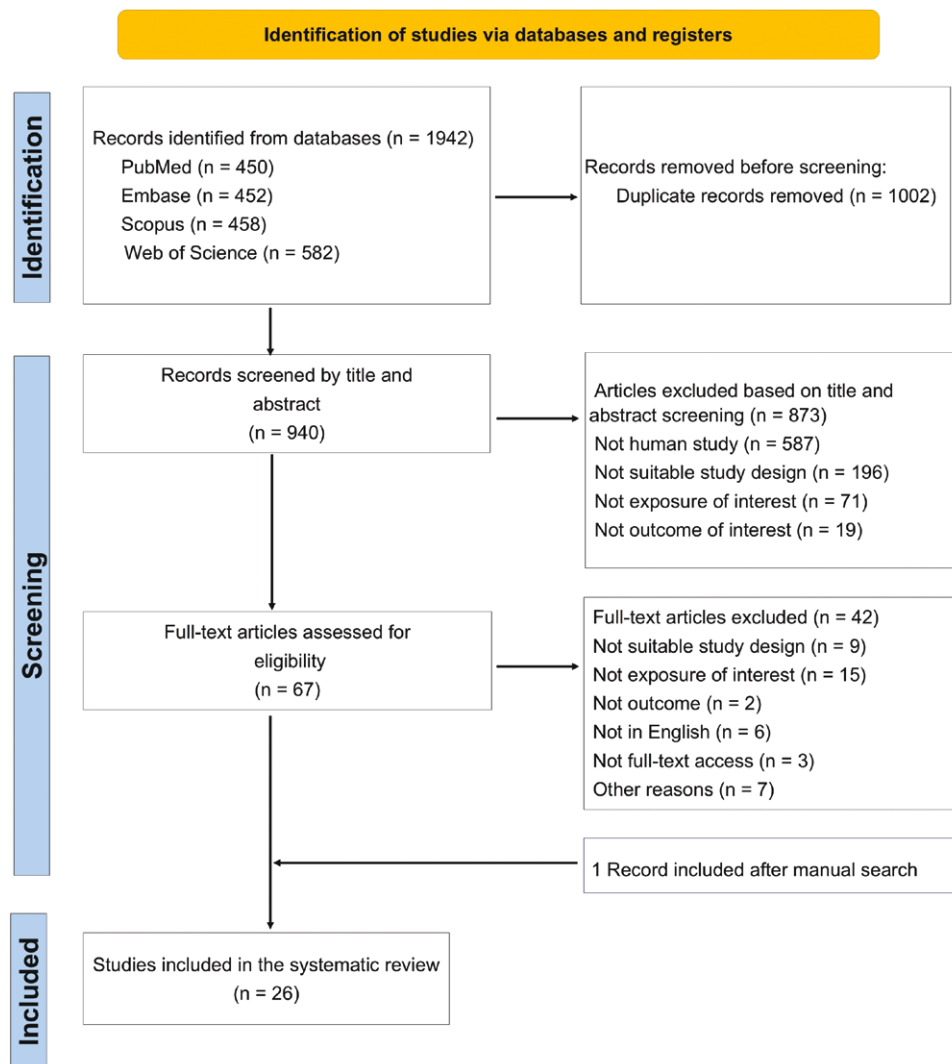 Identification of studies via databases and registers
Identification
Records identified from databases (n = 1942)
PubMed (n = 450)
Embase (n = 452)
Scopus (n = 458)
Web of Science (n = 582)
Records removed before screening:
Duplicate records removed (n = 1002)
Screening
Records screened by title and
abstract
(n = 940)
Articles excluded based on title and
abstract screening (n = 873)
Not human study (n = 587)
Not suitable study design (n = 196)
Not exposure of interest (n = 71)
Not outcome of interest (n = 19)
Full-text articles assessed for
eligibility
(n = 67)
Full-text articles excluded (n = 42)
Not suitable study design (n = 9)
Not exposure of interest (n = 15)
Not outcome (n = 2)
Not in English (n = 6)
Not full-text access (n = 3)
Other reasons (n = 7)
1 Record included after manual search
Included
Studies included in the systematic review
(n = 26)